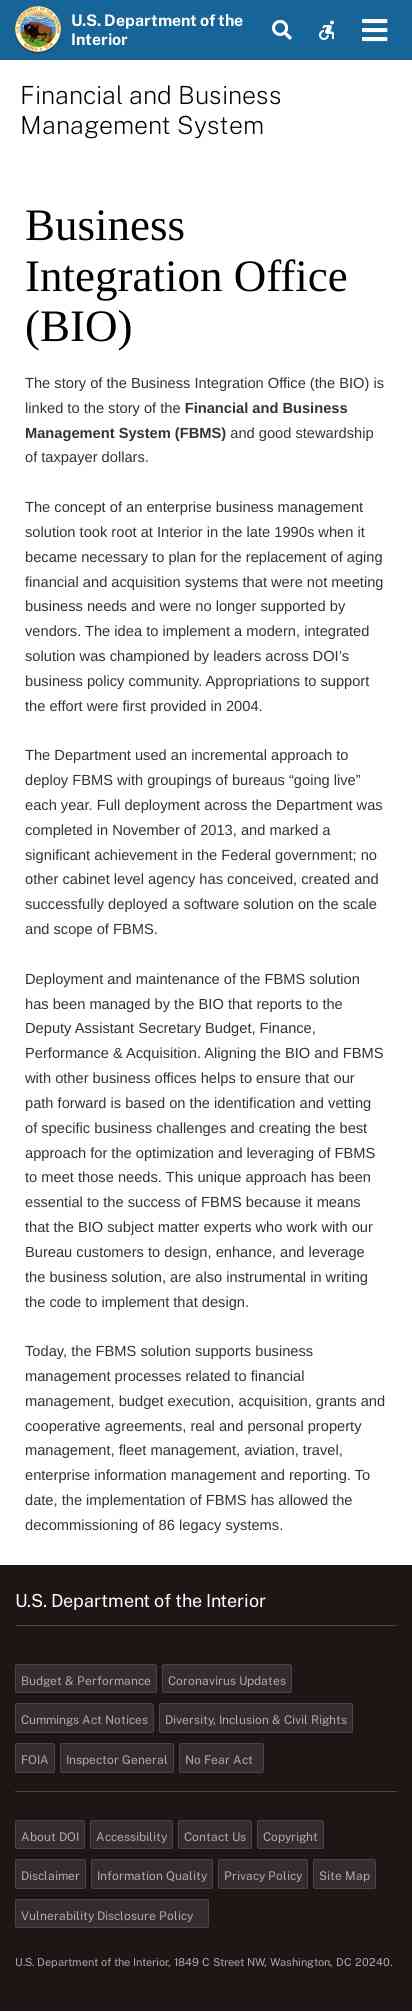 U.S. Department of the
Interior
Financial and Business
Management System
Business
Integration Office
(BIO)
The story of the Business Integration Office (the BIO) is
linked to the story of the Financial and Business
Management System (FBMS) and good stewardship
of taxpayer dollars.
The concept of an enterprise business management
solution took root at Interior in the late 1990s when it
became necessary to plan for the replacement of aging
financial and acquisition systems that were not meeting
business needs and were no longer supported by
vendors. The idea to implement a modern, integrated
solution was championed by leaders across DOI’s
business policy community. Appropriations to support
the effort were first provided in 2004.
The Department used an incremental approach to
deploy FBMS with groupings of bureaus “going live”
each year. Full deployment across the Department was
completed in November of 2013, and marked a
significant achievement in the Federal government; no
other cabinet level agency has conceived, created and
successfully deployed a software solution on the scale
and scope of FBMS.
Deployment and maintenance of the FBMS solution
has been managed by the BIO that reports to the
Deputy Assistant Secretary Budget, Finance,
Performance & Acquisition. Aligning the BIO and FBMS
with other business offices helps to ensure that our
path forward is based on the identification and vetting
of specific business challenges and creating the best
approach for the optimization and leveraging of FBMS
to meet those needs. This unique approach has been
essential to the success of FBMS because it means
that the BIO subject matter experts who work with our
Bureau customers to design, enhance, and leverage
the business solution, are also instrumental in writing
the code to implement that design.
Today, the FBMS solution supports business
management processes related to financial
management, budget execution, acquisition, grants and
cooperative agreements, real and personal property
management, fleet management, aviation, travel,
enterprise information management and reporting. To
date, the implementation of FBMS has allowed the
decommissioning of 86 legacy systems.
U.S. Department of the Interior
Budget & Performance Coronavirus Updates
Cummings Act Notices Diversity, Inclusion & Civil Rights
FOIA Inspector General No Fear Act
About DOI Accessibility Contact Us Copyright
Disclaimer Information Quality Privacy Policy Site Map
Vulnerability Disclosure Policy
U.S. Department of the Interior, 1849 C Street NW, Washington, DC 20240.